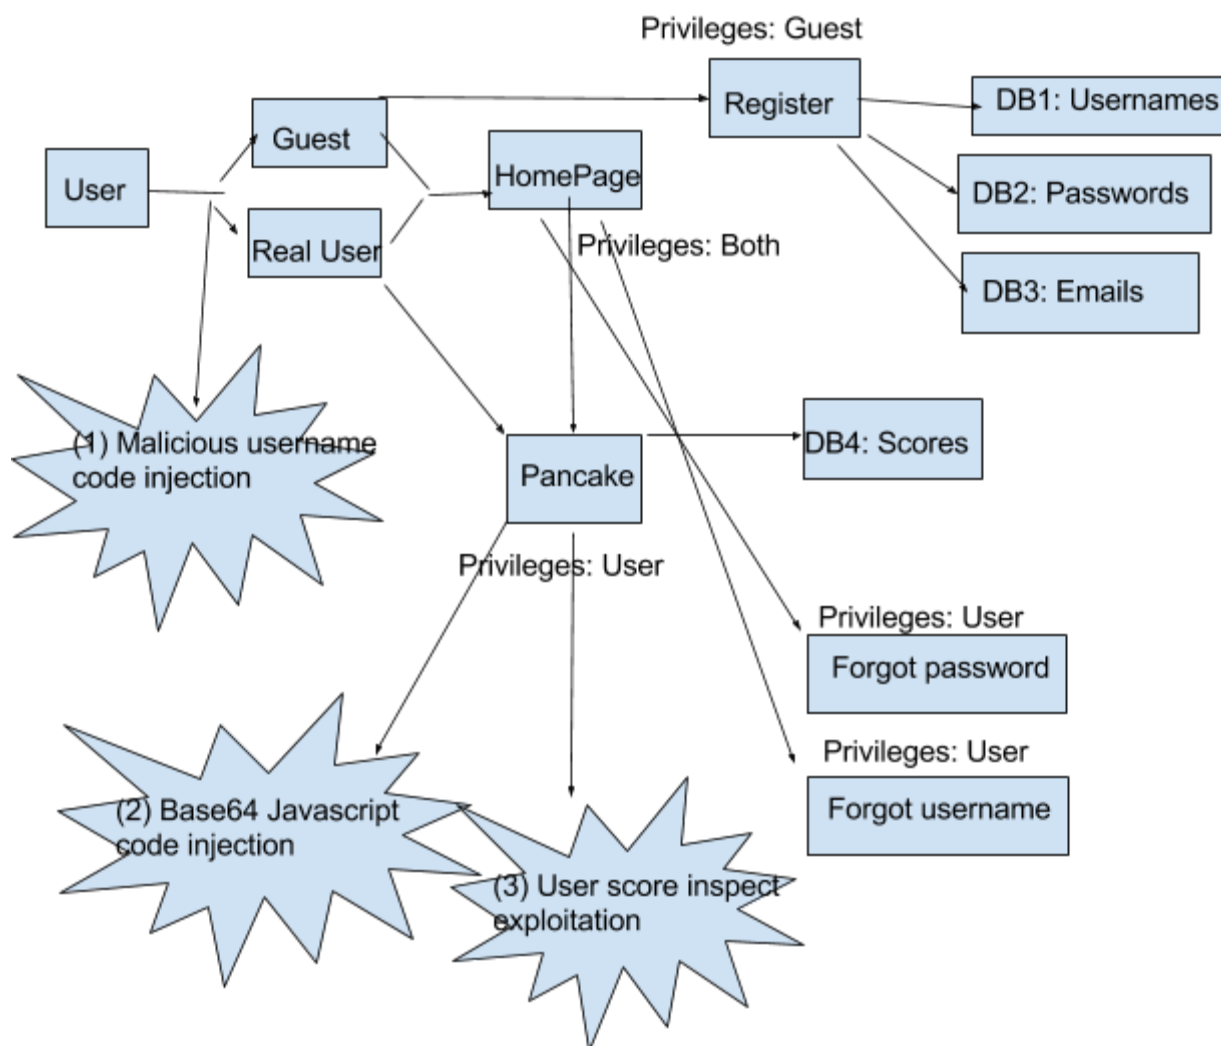 Privileges: Guest
Register
DB1: Usernames
Guest
HomePage
User
DB2: Passwords
Real User
Privileges: Both
DB3: Emails
(1) Malicious username
code injection
DB4: Scores
Pancake
Privileges: User
Privileges: User
Forgot password
Privileges: User
Forgot username
(2) Base64 Javascript
code injection
(3) User score inspect
exploitation